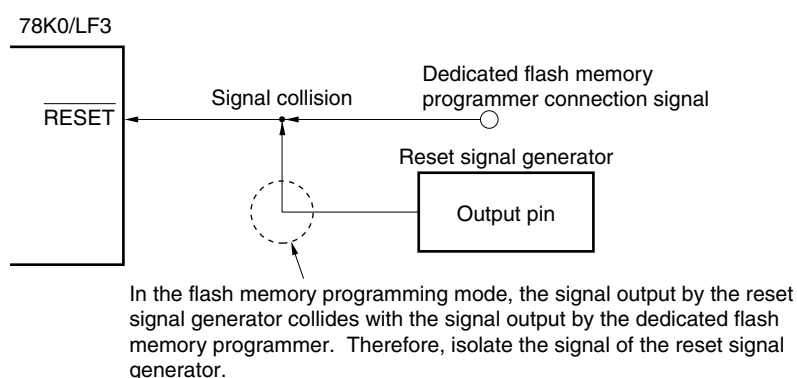 78K0/LF3
Dedicated flash memory
programmer connection signal
Signal collision
RESET
Reset signal generator
Output pin
In the flash memory programming mode, the signal output by the reset
signal generator collides with the signal output by the dedicated flash
memory programmer.  Therefore, isolate the signal of the reset signal
generator.